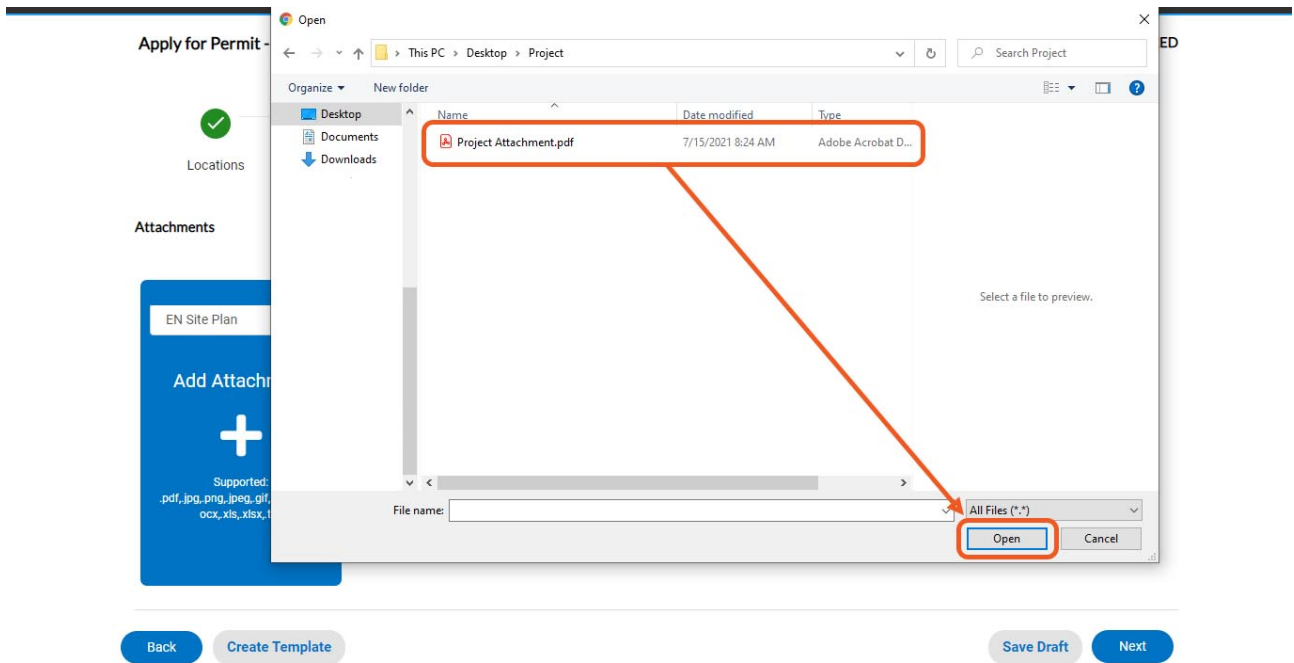 Open
Apply for Permit -
ED
This PC > Desktop > Project
Search Project
Organize
New folder
Desktop
Documents
Downloads
Name
Date modified
Type
Project Attachment.pdf
7/15/2021 8:24 AM
Adobe Acrobat D...
Locations
Attachments
Select a file to preview.
EN Site Plan
Add Attachm
Supported:
.pdf,.jpg,.png,.jpeg,.gif,
ocx,.xls,.xlsx,.t
File name:
All Files (*.*)
Open
Cancel
Back
Create Template
Save Draft
Next